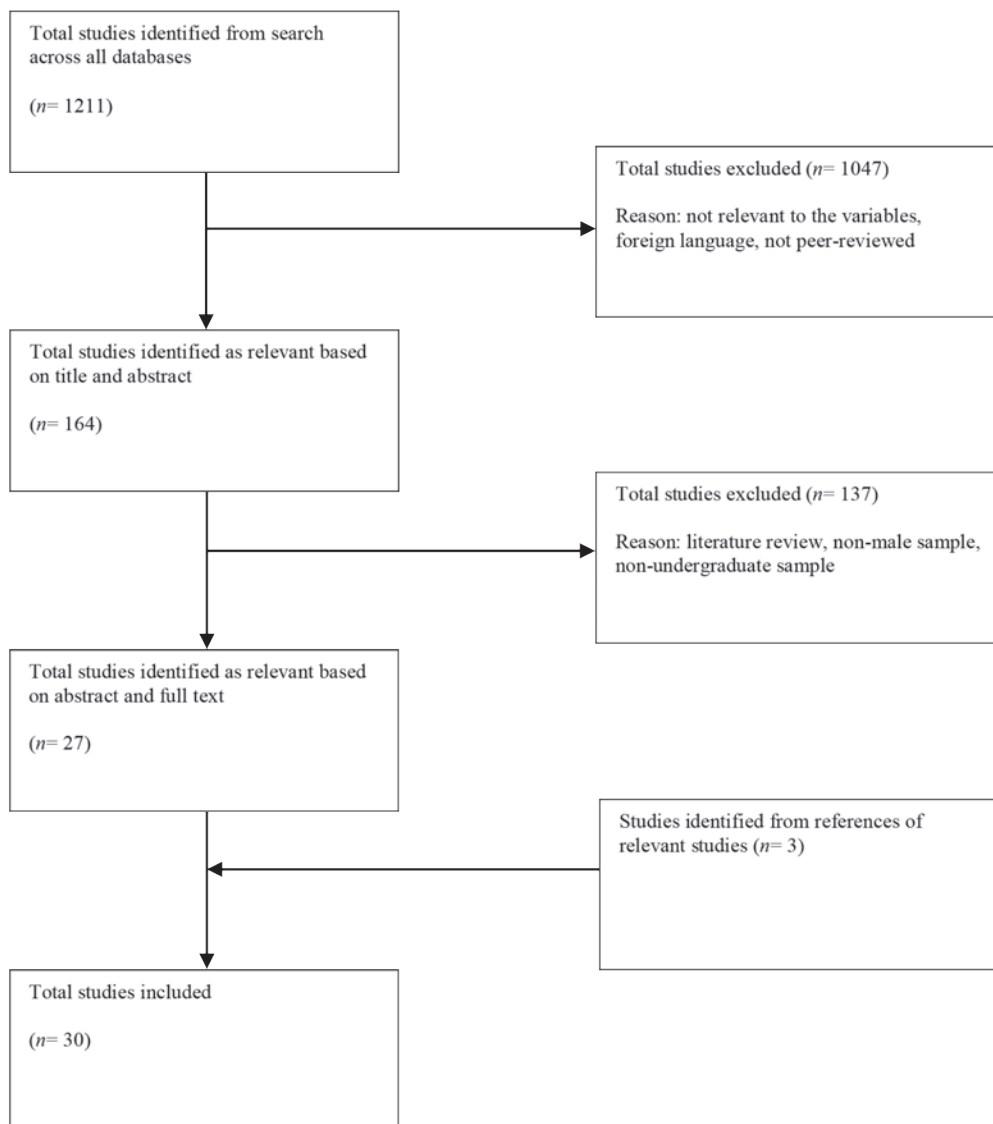 Total studies identified from search
across all databases
(n= 1211)
Total studies excluded (n= 1047)
Reason: not relevant to the variables,
foreign language, not peer-reviewed
Total studies identified as relevant based
on title and abstract
(n= 164)
Total studies excluded (n= 137)
Reason: literature review, non-male sample,
non-undergraduate sample
Total studies identified as relevant based
on abstract and full text
(n= 27)
Studies identified from references of
relevant studies (n= 3)
Total studies included
(n= 30)